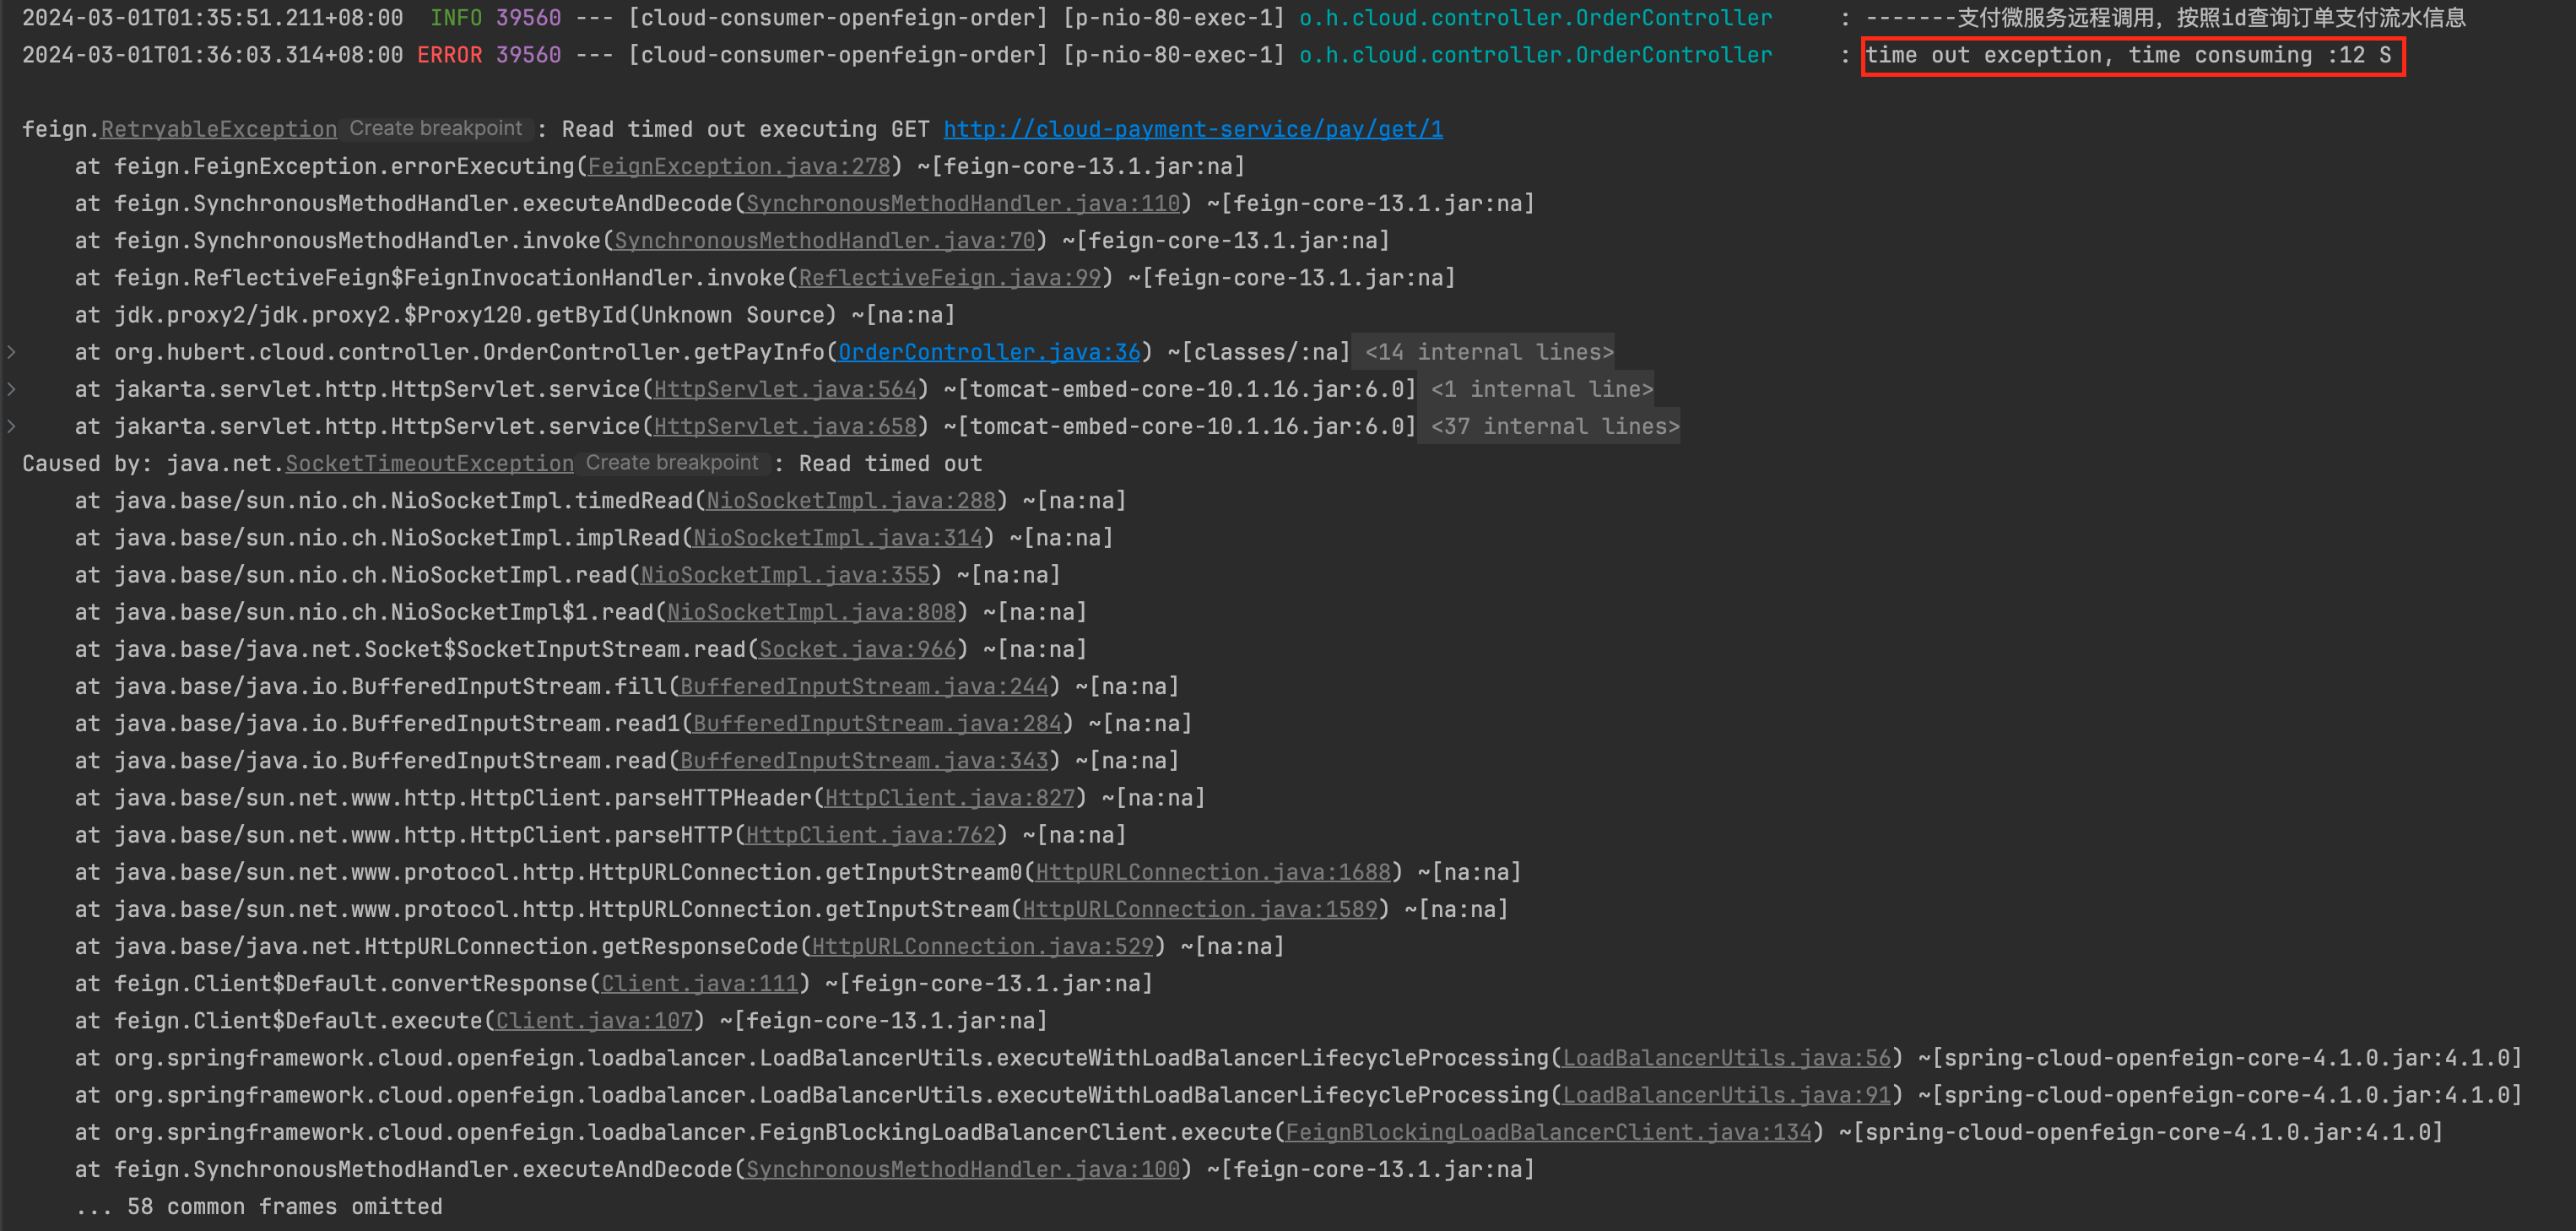 2024-03-01T01:35:51.211+08:00  INFO 39560 --- [cloud-consumer-openfeign-order] [p-nio-80-exec-1] o.h.cloud.controller.OrderController     : -------支付微服务远程调用，按照id查询订单支付流水信息
2024-03-01T01:36:03.314+08:00 ERROR 39560 --- [cloud-consumer-openfeign-order] [p-nio-80-exec-1] o.h.cloud.controller.OrderController     : time out exception, time consuming :12 S
feign.RetryableException Create breakpoint : Read timed out executing GET http://cloud-payment-service/pay/get/1
    at feign.FeignException.errorExecuting(FeignException.java:278) ~[feign-core-13.1.jar:na]
    at feign.SynchronousMethodHandler.executeAndDecode(SynchronousMethodHandler.java:110) ~[feign-core-13.1.jar:na]
    at feign.SynchronousMethodHandler.invoke(SynchronousMethodHandler.java:70) ~[feign-core-13.1.jar:na]
    at feign.ReflectiveFeign$FeignInvocationHandler.invoke(ReflectiveFeign.java:99) ~[feign-core-13.1.jar:na]
    at jdk.proxy2/jdk.proxy2.$Proxy120.getById(Unknown Source) ~[na:na]
    at org.hubert.cloud.controller.OrderController.getPayInfo(OrderController.java:36) ~[classes/:na] <14 internal lines>
    at jakarta.servlet.http.HttpServlet.service(HttpServlet.java:564) ~[tomcat-embed-core-10.1.16.jar:6.0] <1 internal line>
    at jakarta.servlet.http.HttpServlet.service(HttpServlet.java:658) ~[tomcat-embed-core-10.1.16.jar:6.0] <37 internal lines>
Caused by: java.net.SocketTimeoutException Create breakpoint : Read timed out
    at java.base/sun.nio.ch.NioSocketImpl.timedRead(NioSocketImpl.java:288) ~[na:na]
    at java.base/sun.nio.ch.NioSocketImpl.implRead(NioSocketImpl.java:314) ~[na:na]
    at java.base/sun.nio.ch.NioSocketImpl.read(NioSocketImpl.java:355) ~[na:na]
    at java.base/sun.nio.ch.NioSocketImpl$1.read(NioSocketImpl.java:808) ~[na:na]
    at java.base/java.net.Socket$SocketInputStream.read(Socket.java:966) ~[na:na]
    at java.base/java.io.BufferedInputStream.fill(BufferedInputStream.java:244) ~[na:na]
    at java.base/java.io.BufferedInputStream.read1(BufferedInputStream.java:284) ~[na:na]
    at java.base/java.io.BufferedInputStream.read(BufferedInputStream.java:343) ~[na:na]
    at java.base/sun.net.www.http.HttpClient.parseHTTPHeader(HttpClient.java:827) ~[na:na]
    at java.base/sun.net.www.http.HttpClient.parseHTTP(HttpClient.java:762) ~[na:na]
    at java.base/sun.net.www.protocol.http.HttpURLConnection.getInputStream0(HttpURLConnection.java:1688) ~[na:na]
    at java.base/sun.net.www.protocol.http.HttpURLConnection.getInputStream(HttpURLConnection.java:1589) ~[na:na]
    at java.base/java.net.HttpURLConnection.getResponseCode(HttpURLConnection.java:529) ~[na:na]
    at feign.Client$Default.convertResponse(Client.java:111) ~[feign-core-13.1.jar:na]
    at feign.Client$Default.execute(Client.java:107) ~[feign-core-13.1.jar:na]
    at org.springframework.cloud.openfeign.loadbalancer.LoadBalancerUtils.executeWithLoadBalancerLifecycleProcessing(LoadBalancerUtils.java:56) ~[spring-cloud-openfeign-core-4.1.0.jar:4.1.0]
    at org.springframework.cloud.openfeign.loadbalancer.LoadBalancerUtils.executeWithLoadBalancerLifecycleProcessing(LoadBalancerUtils.java:91) ~[spring-cloud-openfeign-core-4.1.0.jar:4.1.0]
    at org.springframework.cloud.openfeign.loadbalancer.FeignBlockingLoadBalancerClient.execute(FeignBlockingLoadBalancerClient.java:134) ~[spring-cloud-openfeign-core-4.1.0.jar:4.1.0]
    at feign.SynchronousMethodHandler.executeAndDecode(SynchronousMethodHandler.java:100) ~[feign-core-13.1.jar:na]
    ... 58 common frames omitted